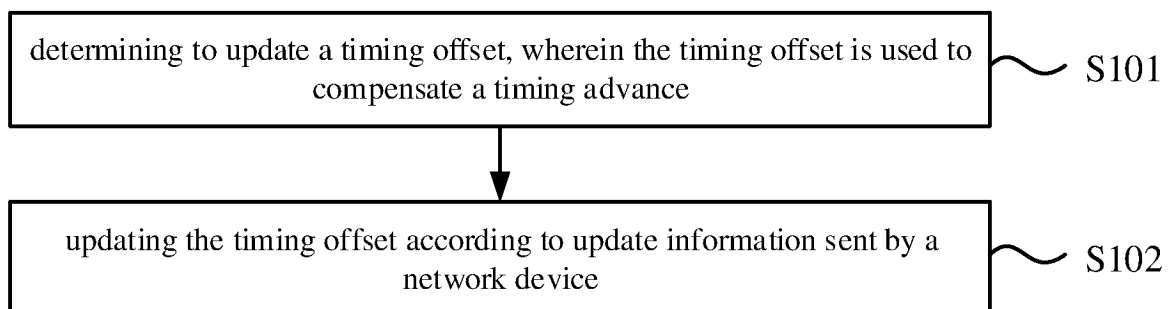 determining to update a timing offset, wherein the timing offset is used to
compensate a timing advance
S101
updating the timing offset according to update information sent by a
network device
S102